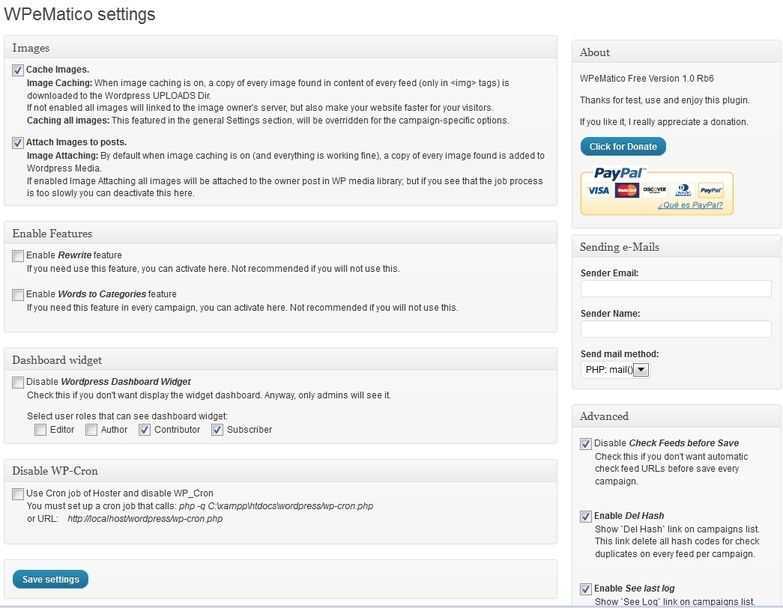 WPeMatico settings
Images
Cache Images.
Image Caching: When image caching is on, a copy of every image found in content of every feed (only in <img> tags) is
downloaded to the Wordpress UPLOADS Dir.
If not enabled all images will linked to the image owner's server, but also make your website faster for your visitors.
Caching all images: This featured in the general Settings section, will be overridden for the campaign-specific options.
Attach Images to posts.
Image Attaching: By default when image caching is on (and everything is working fine), a copy of every image found is added to
Wordpress Media.
If enabled Image Attaching all images will be attached to the owner post in WP media library; but if you see that the job process
is too slowly you can deactivate this here.
Enable Features
Enable Rewrite feature
If you need use this feature, you can activate here. Not recommended if you will not use this.
Enable Words to Categories feature
If you need this feature in every campaign, you can activate here. Not recommended if you will not use this.
Dashboard widget
Disable Wordpress Dashboard Widget
Check this if you don't want display the widget dashboard. Anyway, only admins will see it.
Select user roles that can see dashboard widget:
Editor Author Contributor Subscriber
Disable WP-Cron
Use Cron job of Hoster and disable WP_Cron
You must set up a cron job that calls: php -q C:\xampp\htdocs\wordpress/wp-cron.php
or URL: http://localhost/wordpress/wp-cron.php
Save settings
About
WPeMatico Free Version 1.0 Rb6
Thanks for test, use and enjoy this plugin.
If you like it, I really appreciate a donation.
Click for Donate
PayPal
VISA MasterCard DISCOVER PayPal
¿Qué es PayPal?
Sending e-Mails
Sender Email:
Sender Name:
Send mail method:
PHP: mail()
Advanced
Disable Check Feeds before Save
Check this if you don't want automatic
check feed URLs before save every
campaign.
Enable Del Hash
Show `Del Hash` link on campaigns list.
This link delete all hash codes for check
duplicates on every feed per campaign.
Enable See last log
Show `See Log` link on campaigns list.